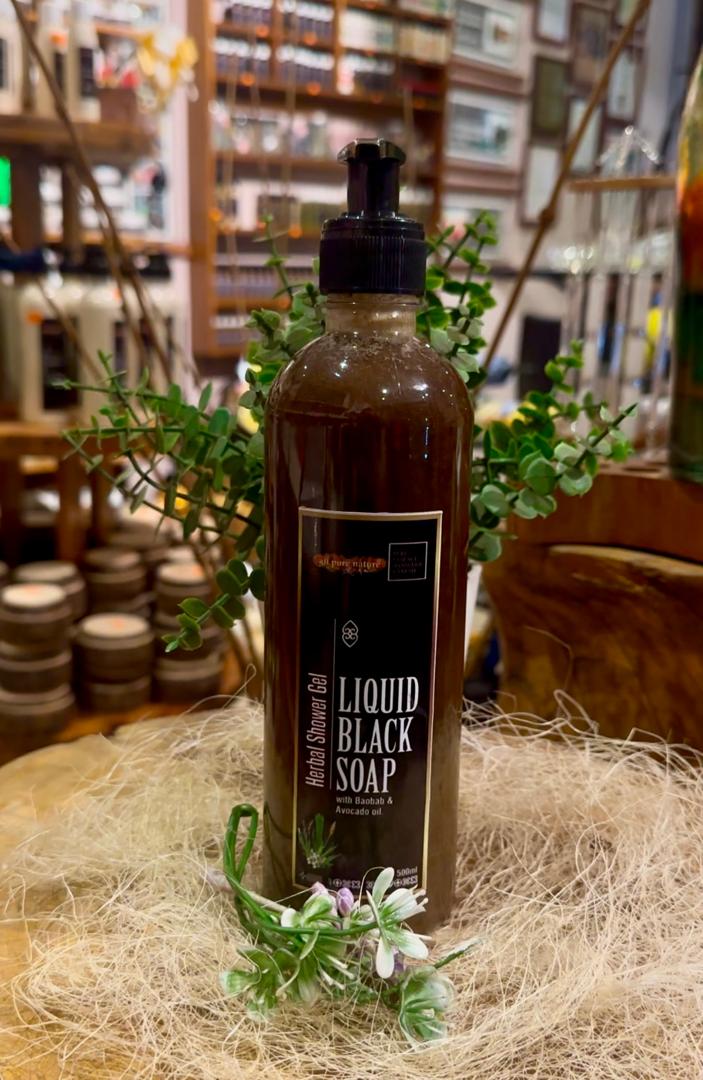 all pure nature
Herbal Shower Gel
LIQUID
BLACK
SOAP
with Baobab &
Avocado oil.
500ml